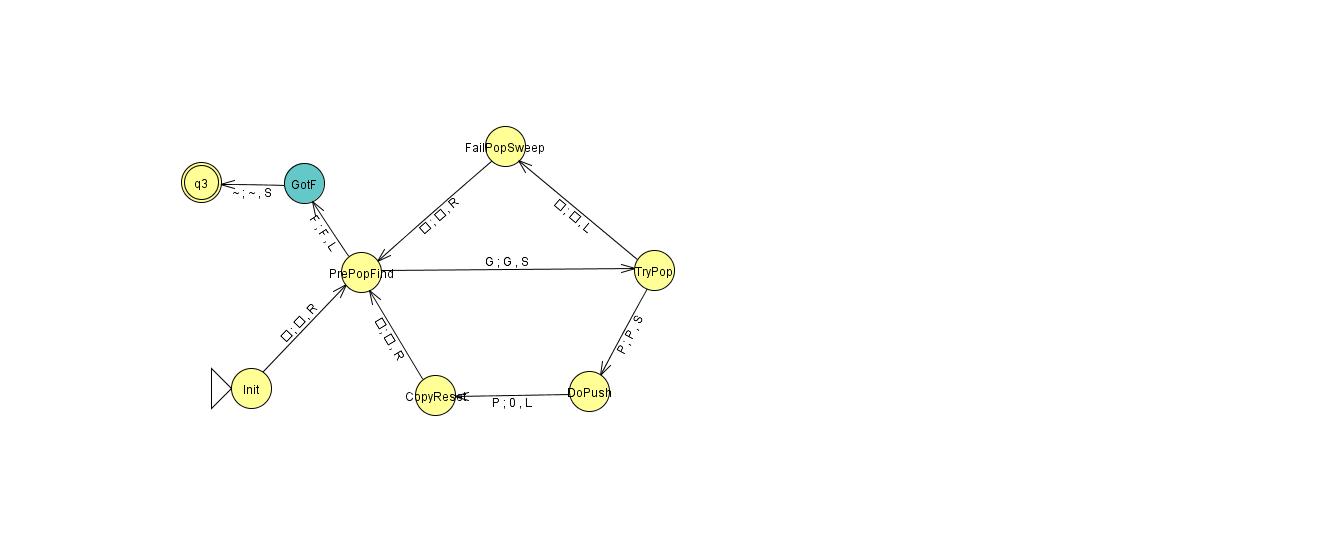 FailPopSweep
q3
GotF
~ ; ~ , S
F ; F , L
□ ; □ , R
□ ; □ , L
PrePopFind
G ; G , S
TryPop
□ ; □ , R
□ ; □ , R
P ; P , S
Init
CopyReset
P ; 0 , L
DoPush